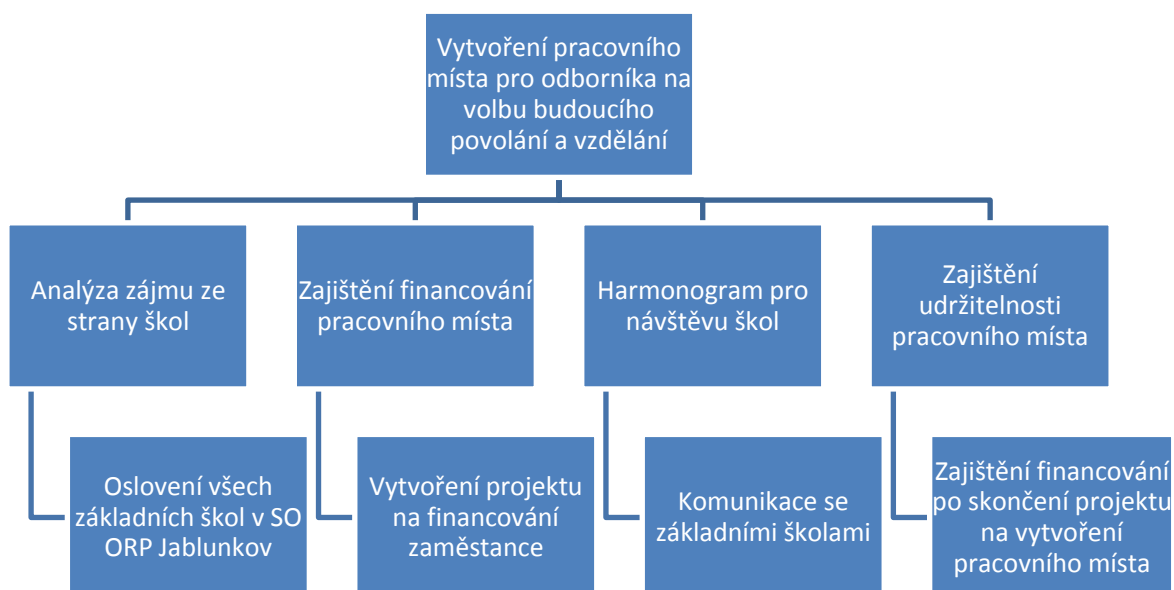 Vytvoření pracovního
místa pro odborníka na
volbu budoucího
povolání a vzdělání
Analýza zájmu ze
strany škol
Zajištění financování
pracovního místa
Harmonogram pro
návštěvu škol
Zajištění
udržitelnosti
pracovního místa
Oslovení všech
základních škol v SO
ORP Jablunkov
Vytvoření projektu
na financování
zaměstance
Komunikace se
základními školami
Zajištění financování
po skončení projektu
na vytvoření
pracovního místa